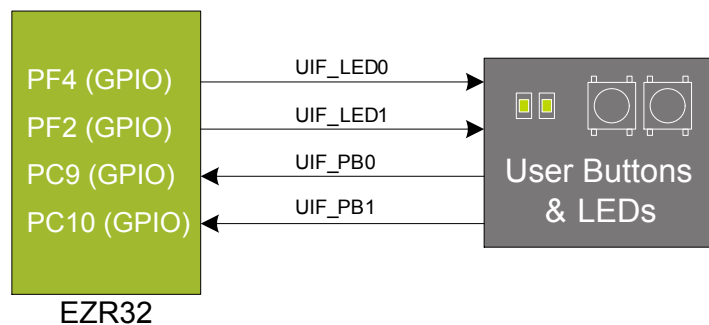 PF4 (GPIO)
UIF_LED0
PF2 (GPIO)
UIF_LED1
PC9 (GPIO)
UIF_PB0
PC10 (GPIO)
UIF_PB1
User Buttons
& LEDs
EZR32